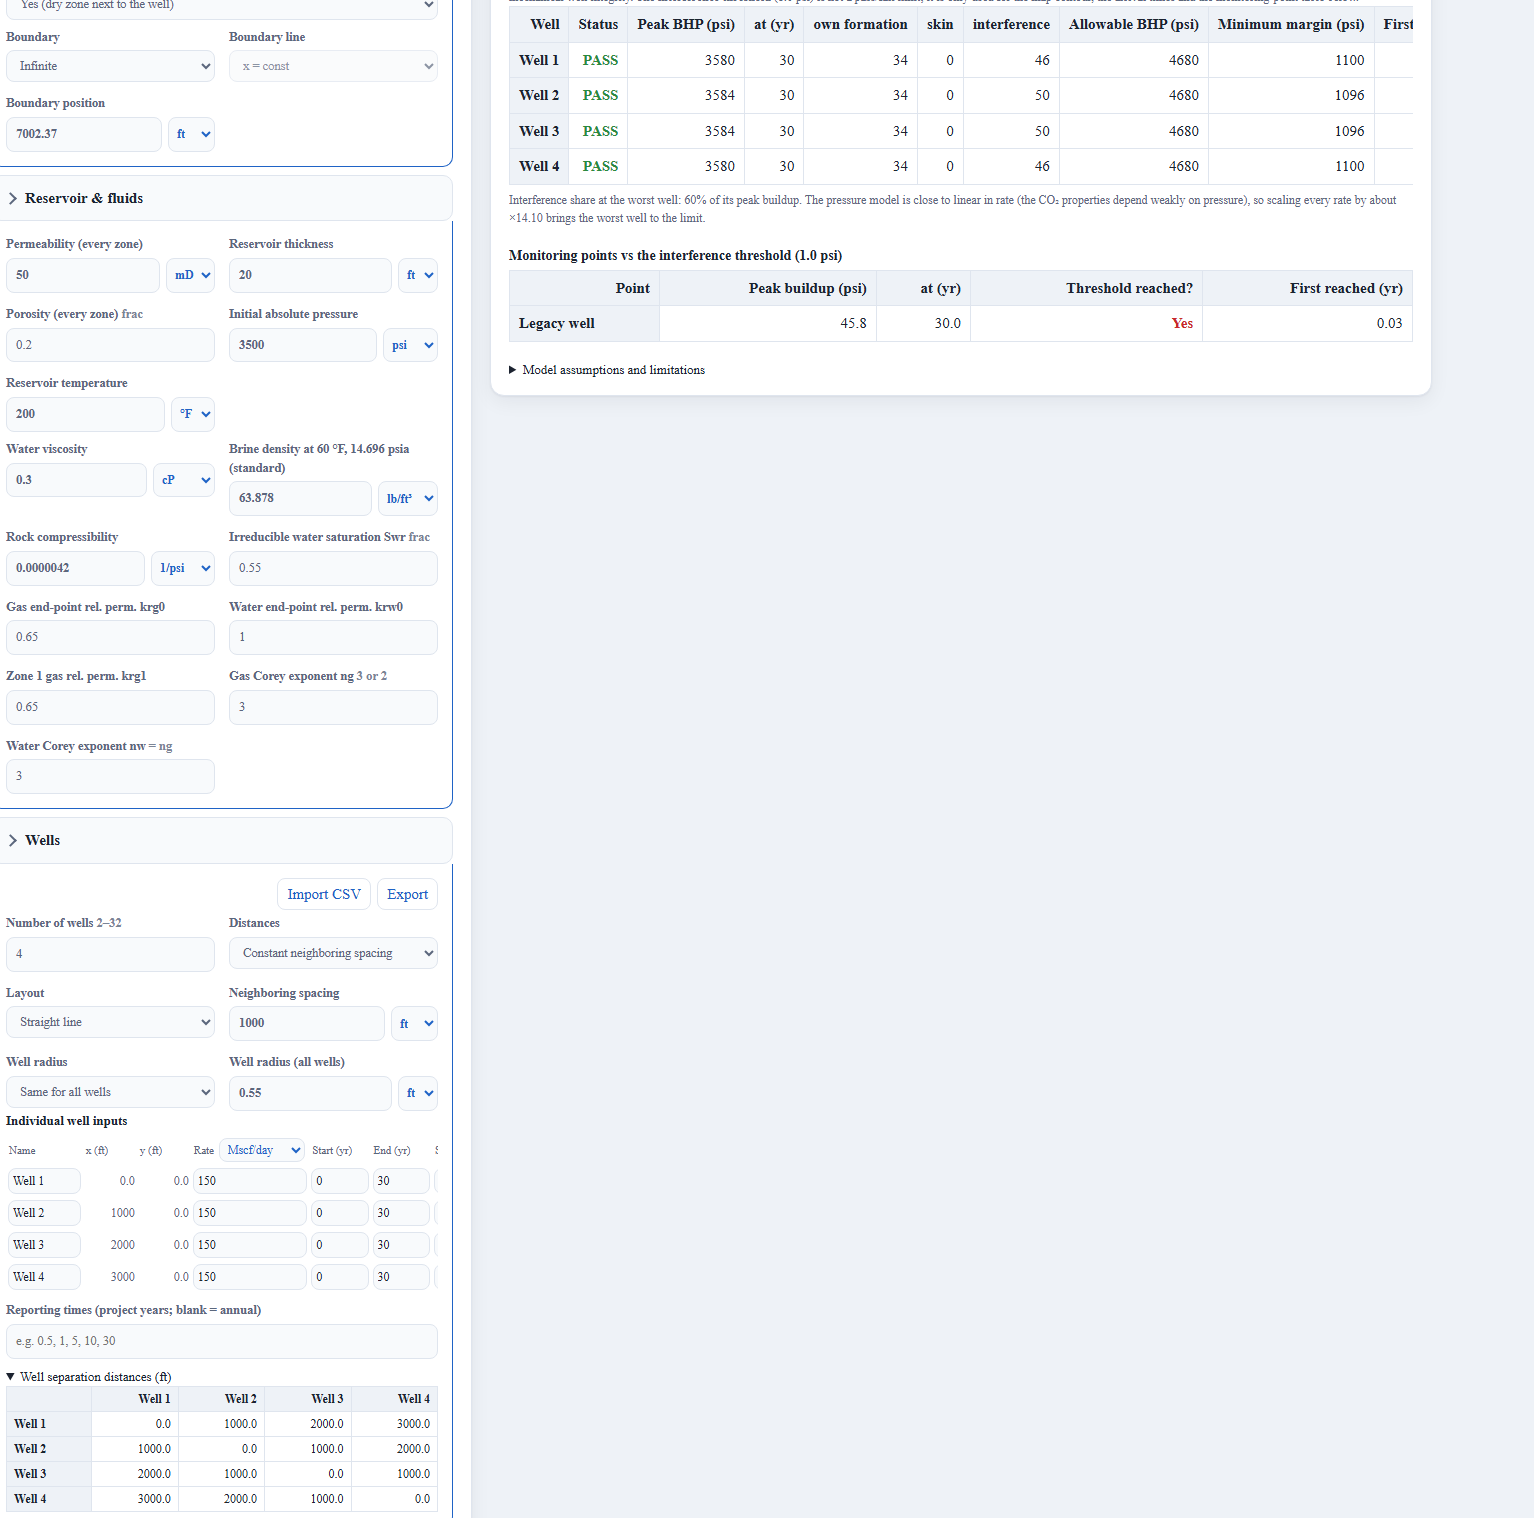 Yes (dry zone next to the well)
Boundary
Boundary line
Infinite
x = const
Boundary position
7002.37
ft
Reservoir & fluids
Permeability (every zone)
Reservoir thickness
50
mD
20
ft
Porosity (every zone) frac
Initial absolute pressure
0.2
3500
psi
Reservoir temperature
200
°F
Water viscosity
Brine density at 60 °F, 14.696 psia
(standard)
0.3
cP
63.878
lb/ft³
Rock compressibility
Irreducible water saturation Swr frac
0.0000042
1/psi
0.55
Gas end-point rel. perm. krg0
Water end-point rel. perm. krw0
0.65
1
Zone 1 gas rel. perm. krg1
Gas Corey exponent ng 3 or 2
0.65
3
Water Corey exponent nw = ng
3
Wells
Import CSV
Export
Number of wells 2–32
Distances
4
Constant neighboring spacing
Layout
Neighboring spacing
Straight line
1000
ft
Well radius
Well radius (all wells)
Same for all wells
0.55
ft
Individual well inputs
Name x (ft) y (ft) Rate Mscf/day Start (yr) End (yr)
Well 1 0.0 0.0 150 0 30
Well 2 1000 0.0 150 0 30
Well 3 2000 0.0 150 0 30
Well 4 3000 0.0 150 0 30
Reporting times (project years; blank = annual)
e.g. 0.5, 1, 5, 10, 30
Well separation distances (ft)
Well 1 Well 2 Well 3 Well 4
Well 1 0.0 1000.0 2000.0 3000.0
Well 2 1000.0 0.0 1000.0 2000.0
Well 3 2000.0 1000.0 0.0 1000.0
Well 4 3000.0 2000.0 1000.0 0.0
Well Status Peak BHP (psi) at (yr) own formation skin interference Allowable BHP (psi) Minimum margin (psi) First
Well 1 PASS 3580 30 34 0 46 4680 1100
Well 2 PASS 3584 30 34 0 50 4680 1096
Well 3 PASS 3584 30 34 0 50 4680 1096
Well 4 PASS 3580 30 34 0 46 4680 1100
Interference share at the worst well: 60% of its peak buildup. The pressure model is close to linear in rate (the CO₂ properties depend weakly on pressure), so scaling every rate by about
×14.10 brings the worst well to the limit.
Monitoring points vs the interference threshold (1.0 psi)
Point Peak buildup (psi) at (yr) Threshold reached? First reached (yr)
Legacy well 45.8 30.0 Yes 0.03
Model assumptions and limitations